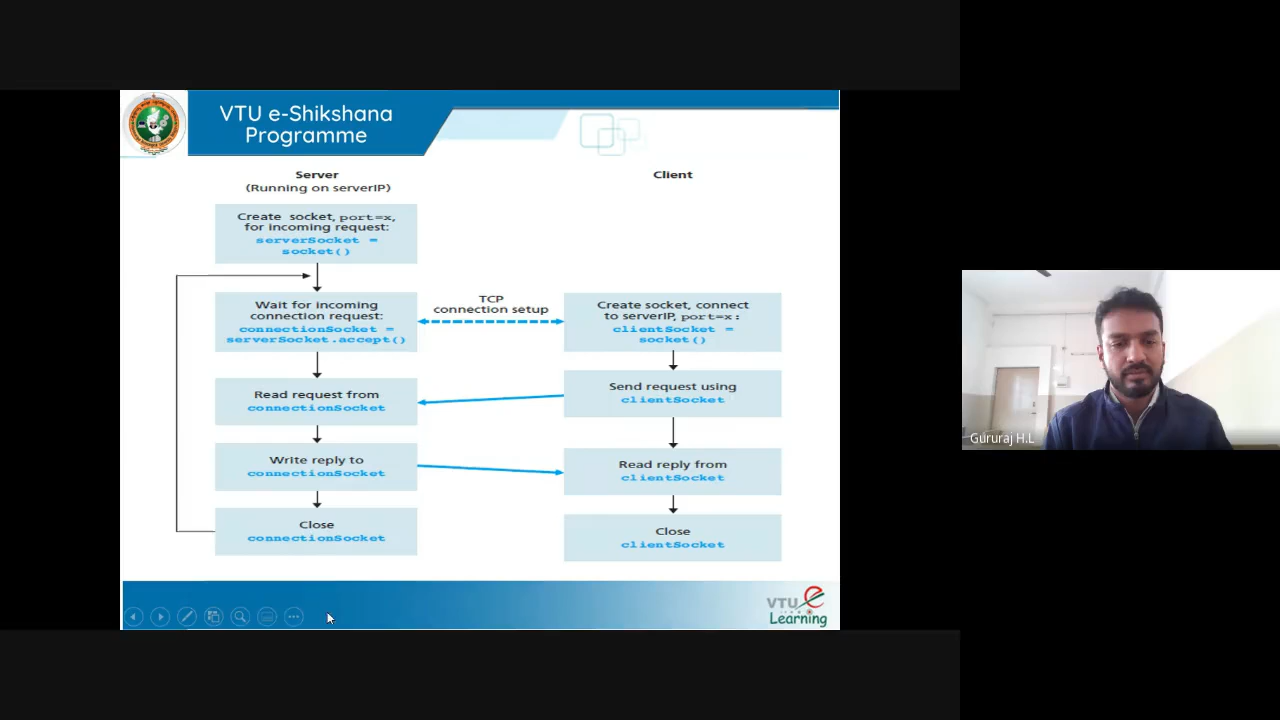 VTU e-Shikshana
Programme
Server
(Running on serverIP)
Client
Create socket, port=x,
for incoming request:
serverSocket =
socket()
Wait for incoming
connection request:
connectionSocket =
serverSocket.accept()
TCP
connection setup
Create socket, connect
to serverIP, port=x:
clientSocket =
socket()
Read request from
connectionSocket
Send request using
clientSocket
Write reply to
connectionSocket
Read reply from
clientSocket
Close
connectionSocket
Close
clientSocket
VTU e
Learning
Gururaj H.L